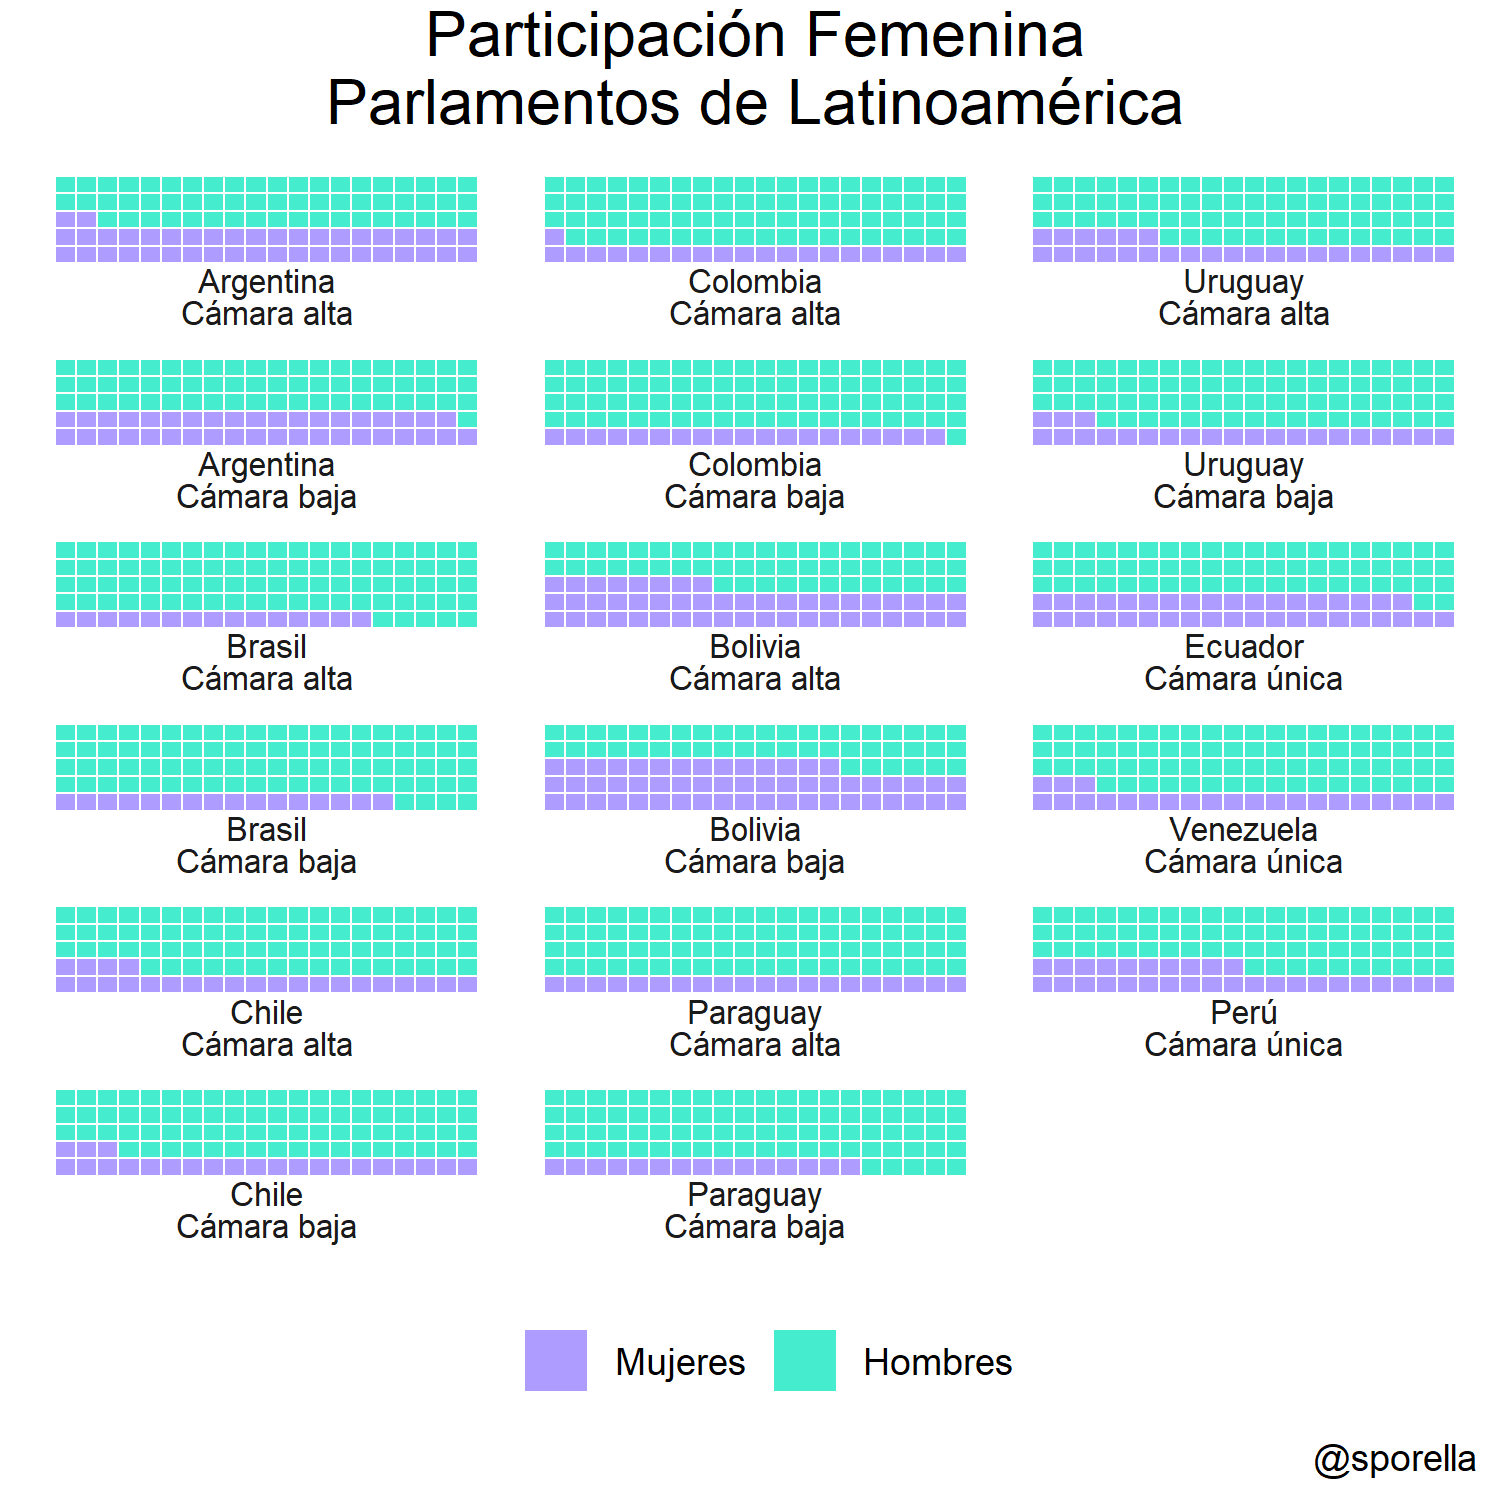 Participación Femenina
Parlamentos de Latinoamérica
Argentina
Cámara alta
Colombia
Cámara alta
Uruguay
Cámara alta
Argentina
Cámara baja
Colombia
Cámara baja
Uruguay
Cámara baja
Brasil
Cámara alta
Bolivia
Cámara alta
Ecuador
Cámara única
Brasil
Cámara baja
Bolivia
Cámara baja
Venezuela
Cámara única
Chile
Cámara alta
Paraguay
Cámara alta
Perú
Cámara única
Chile
Cámara baja
Paraguay
Cámara baja
Mujeres
Hombres
@sporella